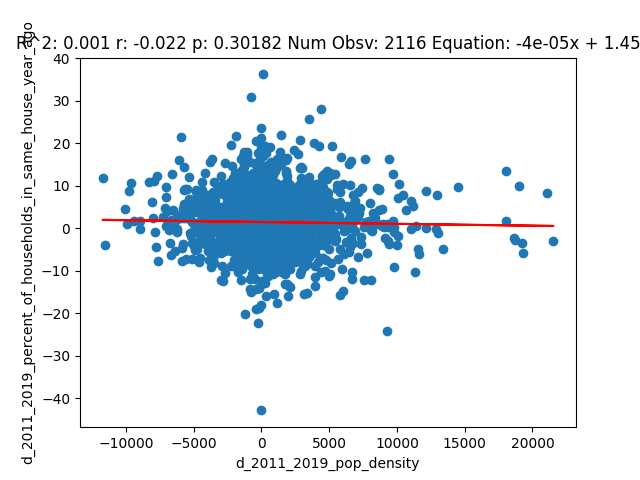 R^2: 0.001 r: -0.022 p: 0.30182 Num Obsv: 2116 Equation: -4e-05x + 1.45
d_2011_2019_percent_of_households_in_same_house_year_ago
40
30
20
10
0
−10
−20
−30
−40
−10000 −5000 0 5000 10000 15000 20000
d_2011_2019_pop_density